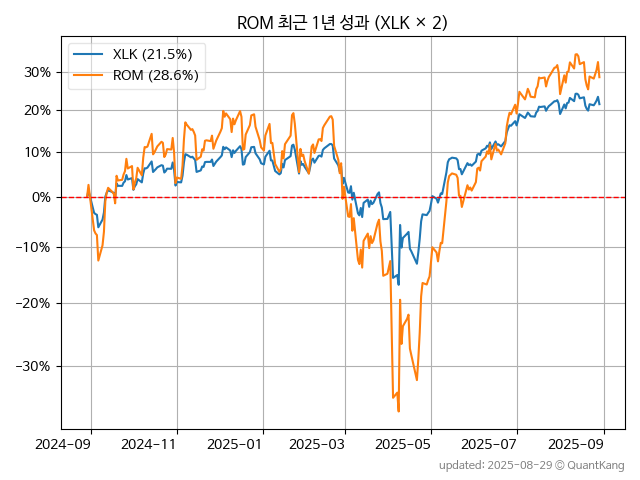 ROM 최근 1년 성과 (XLK × 2)
XLK (21.5%)
ROM (28.6%)
30%
20%
10%
0%
−10%
−20%
−30%
2024-09 2024-11 2025-01 2025-03 2025-05 2025-07 2025-09
updated: 2025-08-29 © QuantKang